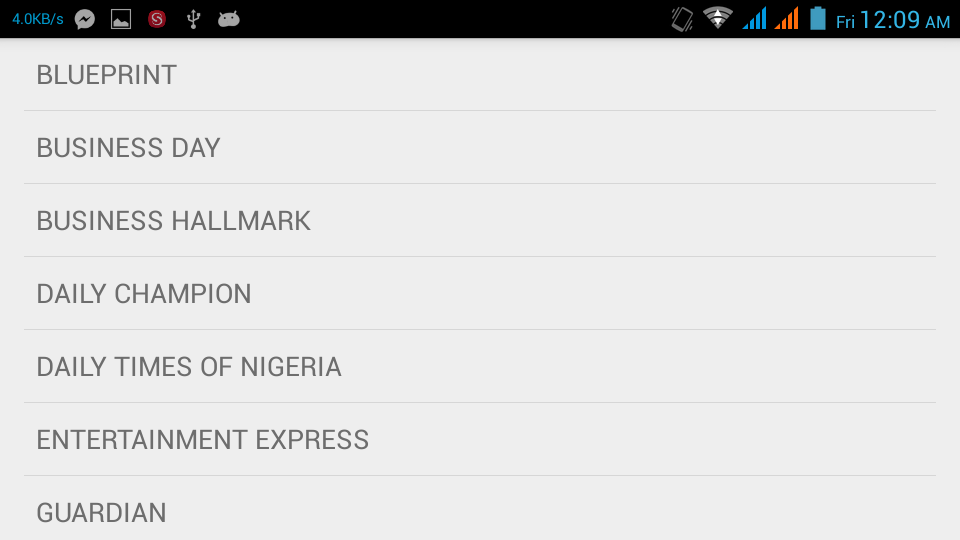 4.0KB/s Fri 12:09 AM
BLUEPRINT
BUSINESS DAY
BUSINESS HALLMARK
DAILY CHAMPION
DAILY TIMES OF NIGERIA
ENTERTAINMENT EXPRESS
GUARDIAN